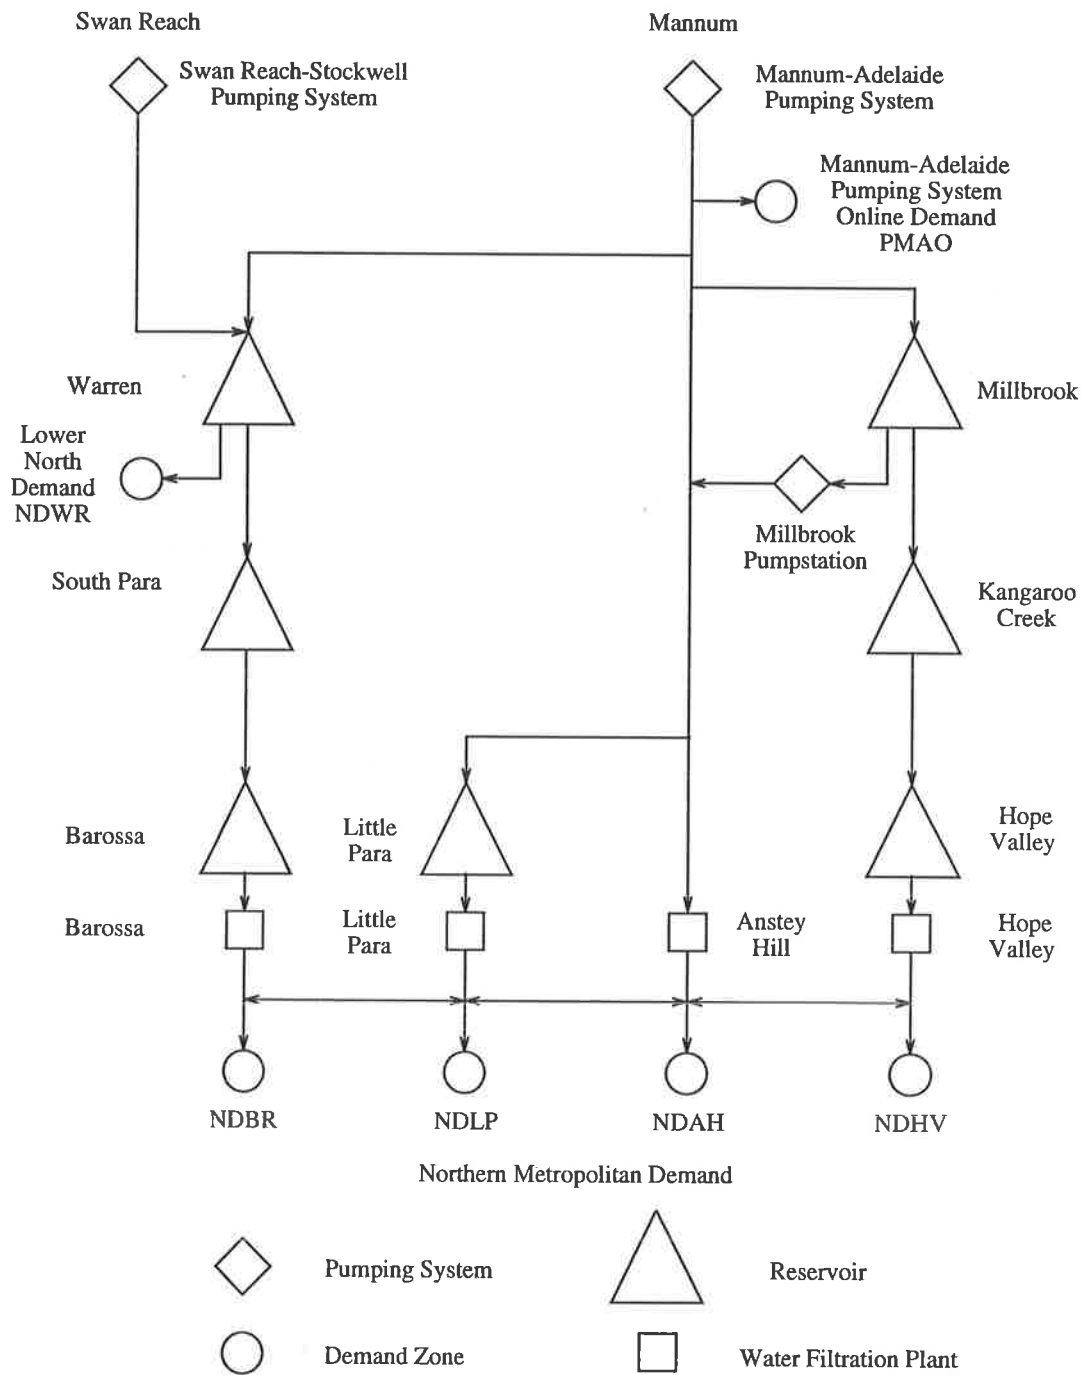 Swan Reach
Mannum
Swan Reach-Stockwell
Pumping System
Mannum-Adelaide
Pumping System
Mannum-Adelaide
Pumping System
Online Demand
PMAO
Warren
Millbrook
Lower
North
Demand
NDWR
Millbrook
Pumpstation
South Para
Kangaroo
Creek
Barossa
Little
Para
Hope
Valley
Barossa
Little
Para
Anstey
Hill
Hope
Valley
NDBR
NDLP
NDAH
NDHV
Northern Metropolitan Demand
Pumping System
Reservoir
Demand Zone
Water Filtration Plant